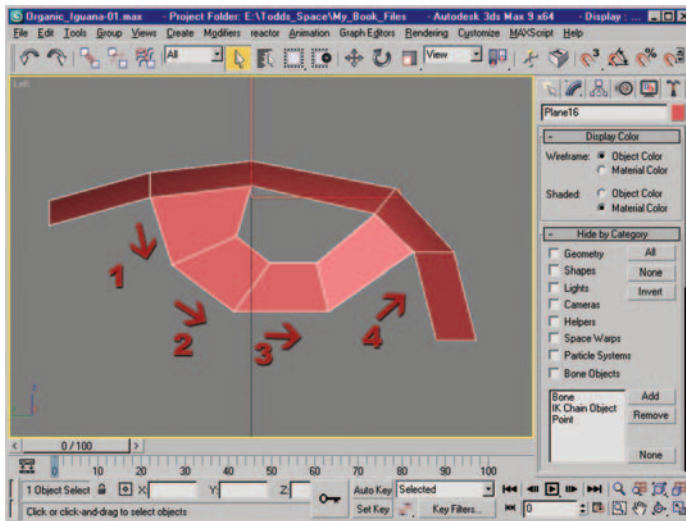 Organic_Iguana-01.max - Project Folder: E:\Todds_Space\My_Book_Files - Autodesk 3ds Max 9 x64 - Display : ...
File Edit Tools Group Views Create Modifiers reactor Animation Graph Editors Rendering Customize MAXScript Help
All View 3
Left
Plane16
- Display Color
Wireframe: Object Color
Material Color
Shaded: Object Color
Material Color
- Hide by Category
Geometry All
Shapes None
Lights Invert
Cameras
Helpers
Space Warps
Particle Systems
Bone Objects
Bone Add
IK Chain Object Remove
Point
None
1
2
3
4
z
< 0 / 100 >
0 10 20 30 40 50 60 70 80 90 100
1 Object Select X: Y: Z: Auto Key Selected
Click or click-and-drag to select objects Set Key Key Filters... 0